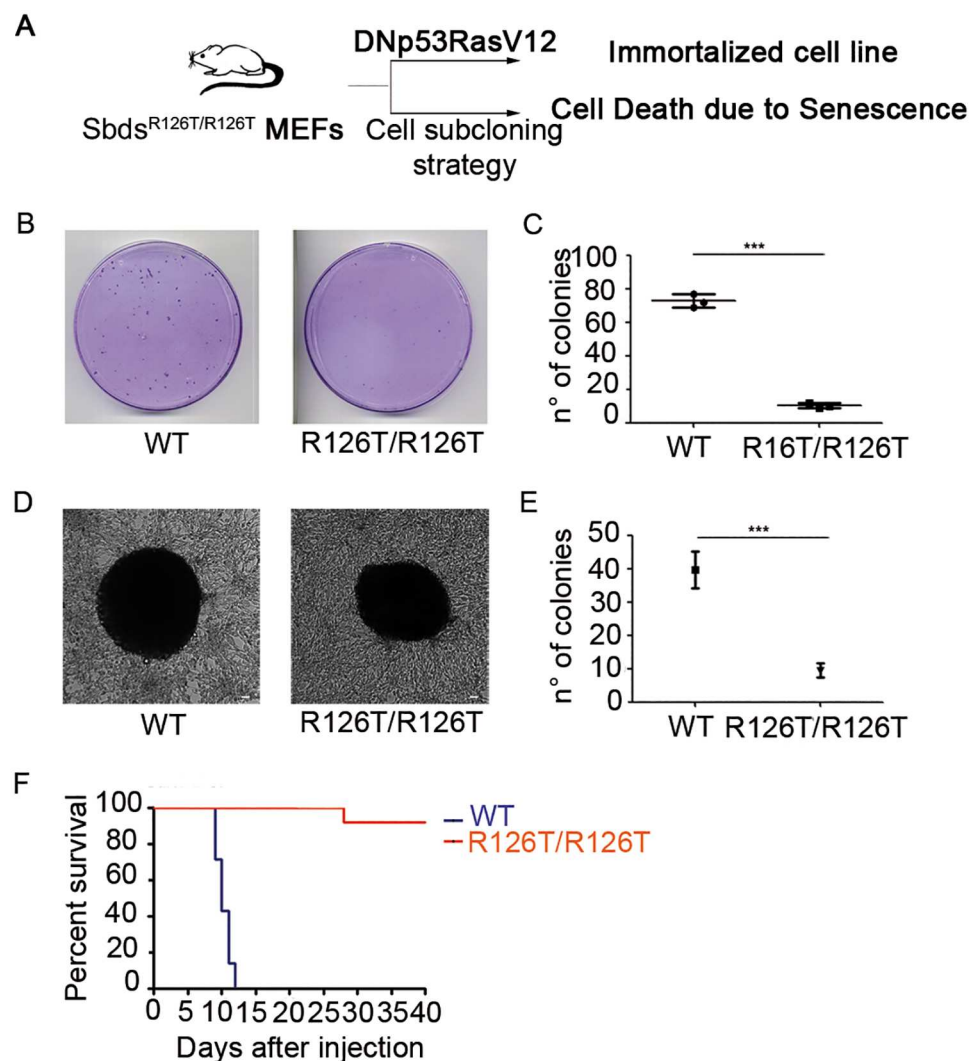 A
DNp53RasV12
Immortalized cell line
Sbds^R126T/R126T MEFs
Cell subcloning
strategy
Cell Death due to Senescence
B
WT
R126T/R126T
C
n° of colonies
100
80
60
40
20
0
***
WT
R16T/R126T
D
WT
R126T/R126T
E
n° of colonies
50
40
30
20
10
0
***
WT
R126T/R126T
F
Percent survival
100
80
60
40
20
0
0 5 10 15 20 25 30 35 40
Days after injection
WT
R126T/R126T